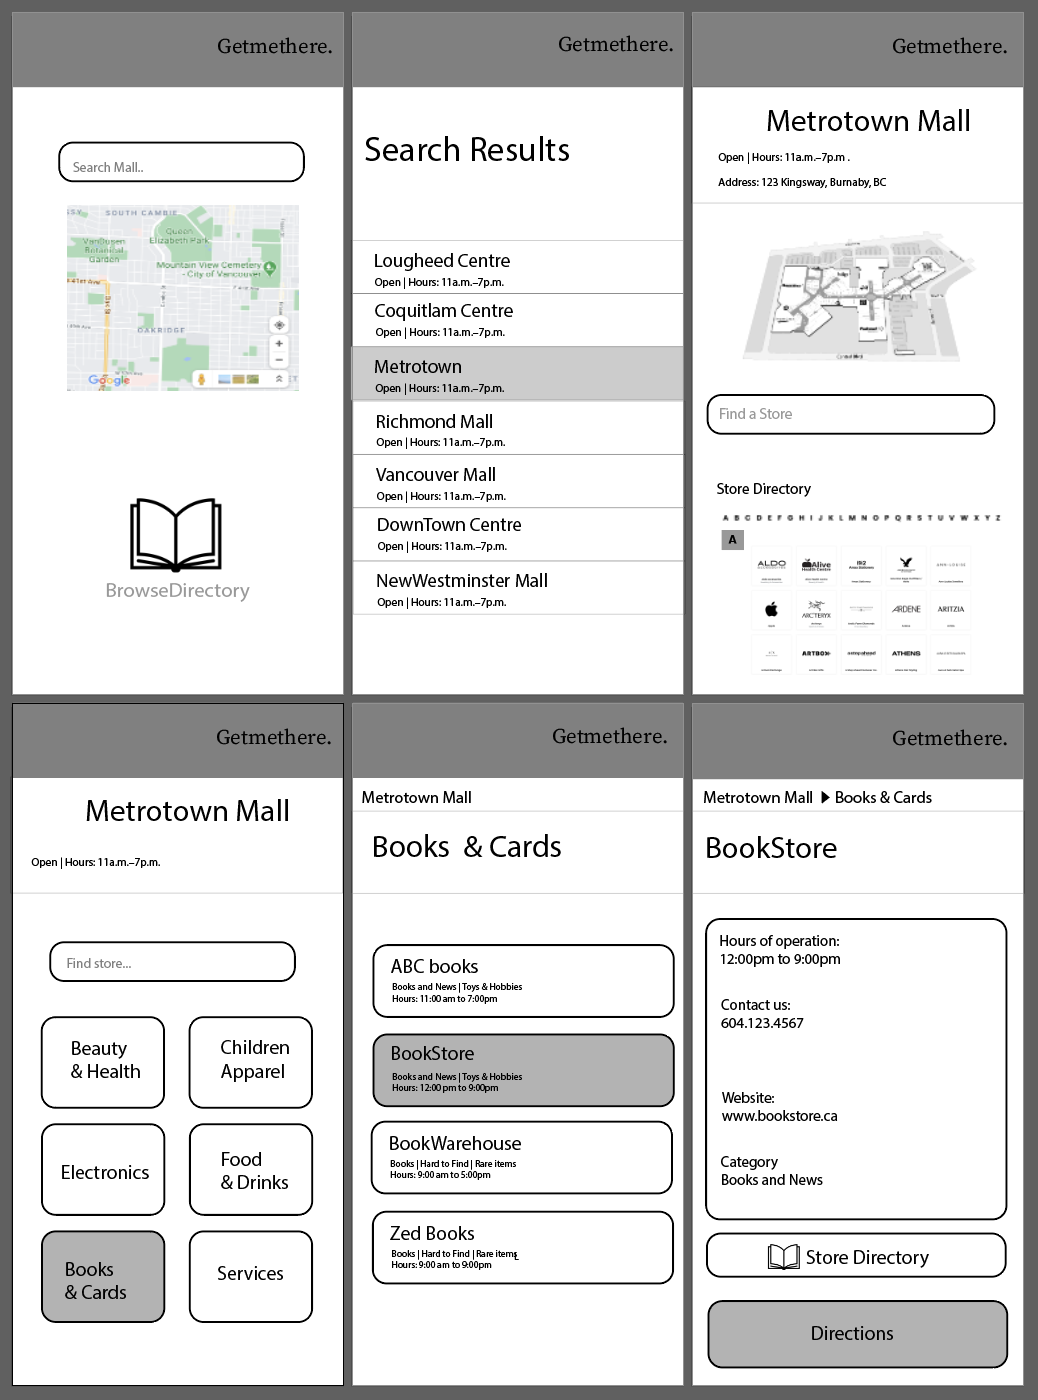 Getmethere.
Search Mall..
SOUTH CAMBIE
Queen
Elizabeth Park
VanDusen
Botanical
Garden
Mountain View Cemetery
- City of Vancouver
W 41st Ave
OAKRIDGE
Google
BrowseDirectory
Getmethere.
Search Results
Lougheed Centre
Open | Hours: 11a.m.–7p.m.
Coquitlam Centre
Open | Hours: 11a.m.–7p.m.
Metrotown
Open | Hours: 11a.m.–7p.m.
Richmond Mall
Open | Hours: 11a.m.–7p.m.
Vancouver Mall
Open | Hours: 11a.m.–7p.m.
DownTown Centre
Open | Hours: 11a.m.–7p.m.
NewWestminster Mall
Open | Hours: 11a.m.–7p.m.
Getmethere.
Metrotown Mall
Open | Hours: 11a.m.–7p.m .
Address: 123 Kingsway, Burnaby, BC
Find a Store
Store Directory
A B C D E F G H I J K L M N O P Q R S T U V W X Y Z
A
ALDO
Alive
Health Centre
ANN-LOUISE
ARC'TERYX
ARDENE
ARITZIA
ARTBOX
ATHENS
Getmethere.
Metrotown Mall
Open | Hours: 11a.m.–7p.m.
Find store...
Beauty
& Health
Children
Apparel
Electronics
Food
& Drinks
Books
& Cards
Services
Getmethere.
Metrotown Mall
Books & Cards
ABC books
Books and News | Toys & Hobbies
Hours: 11:00 am to 7:00pm
BookStore
Books and News | Toys & Hobbies
Hours: 12:00 pm to 9:00pm
BookWarehouse
Books | Hard to Find | Rare items
Hours: 9:00 am to 5:00pm
Zed Books
Books | Hard to Find | Rare items
Hours: 9:00 am to 9:00pm
Getmethere.
Metrotown Mall
Books & Cards
BookStore
Hours of operation:
12:00pm to 9:00pm
Contact us:
604.123.4567
Website:
www.bookstore.ca
Category
Books and News
Store Directory
Directions